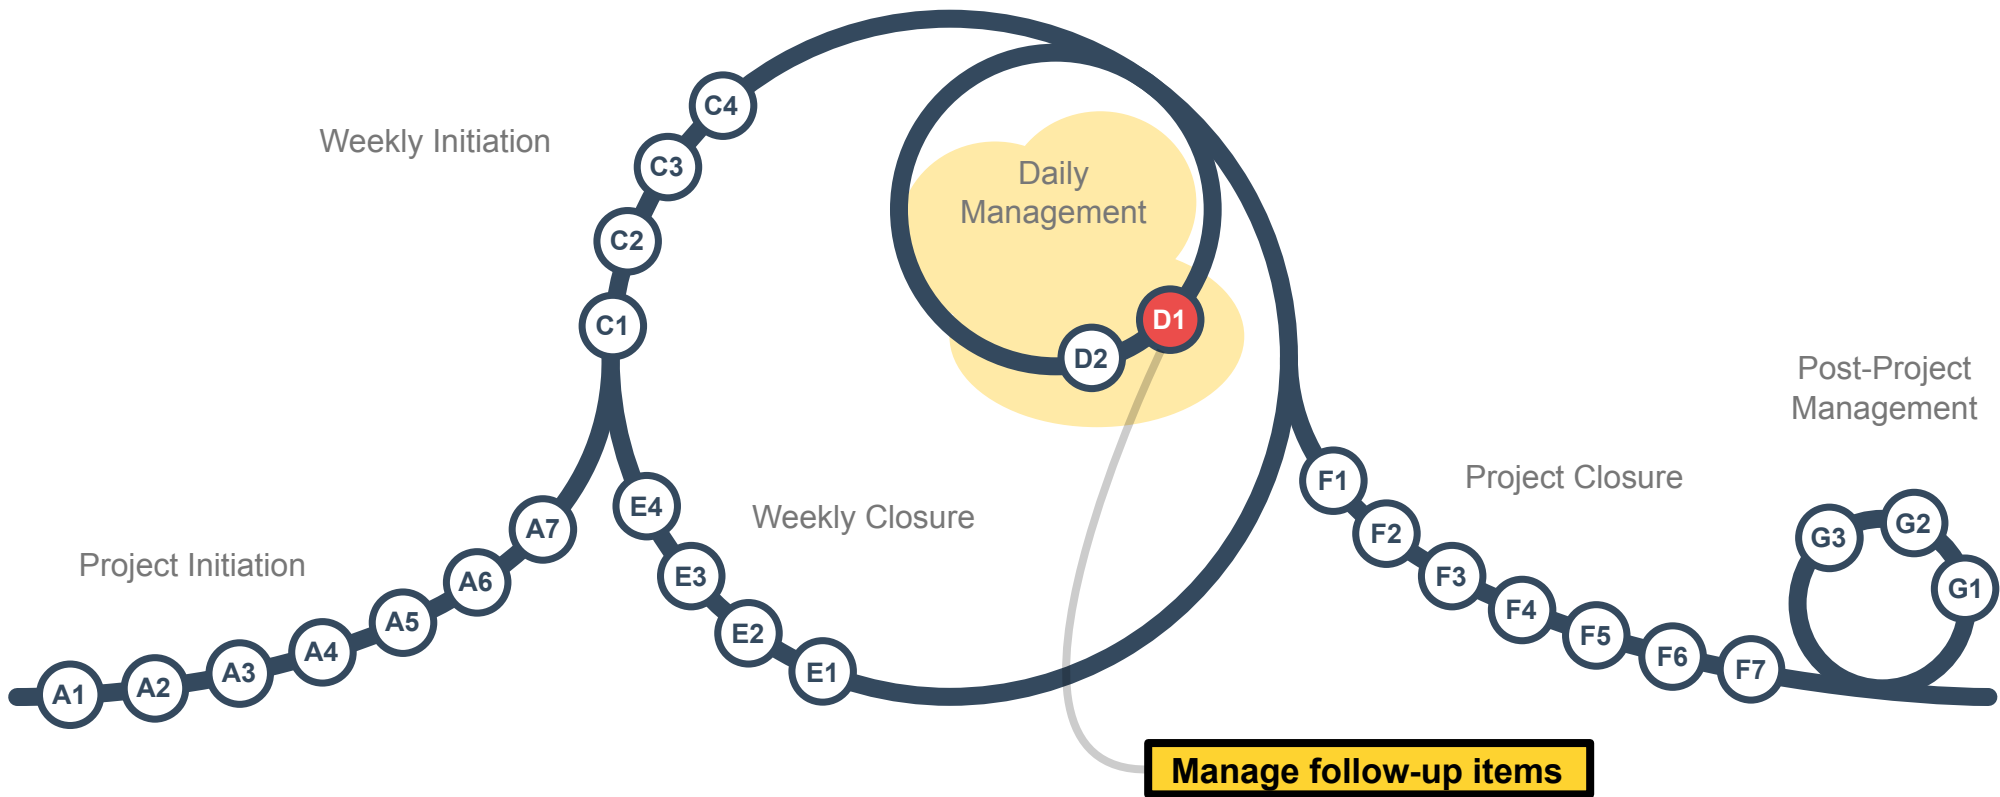 Weekly Initiation
C4
C3
C2
C1
Daily
Management
D1
D2
Post-Project
Management
Project Initiation
A1
A2
A3
A4
A5
A6
A7
Weekly Closure
E4
E3
E2
E1
Project Closure
F1
F2
F3
F4
F5
F6
F7
G3
G2
G1
Manage follow-up items